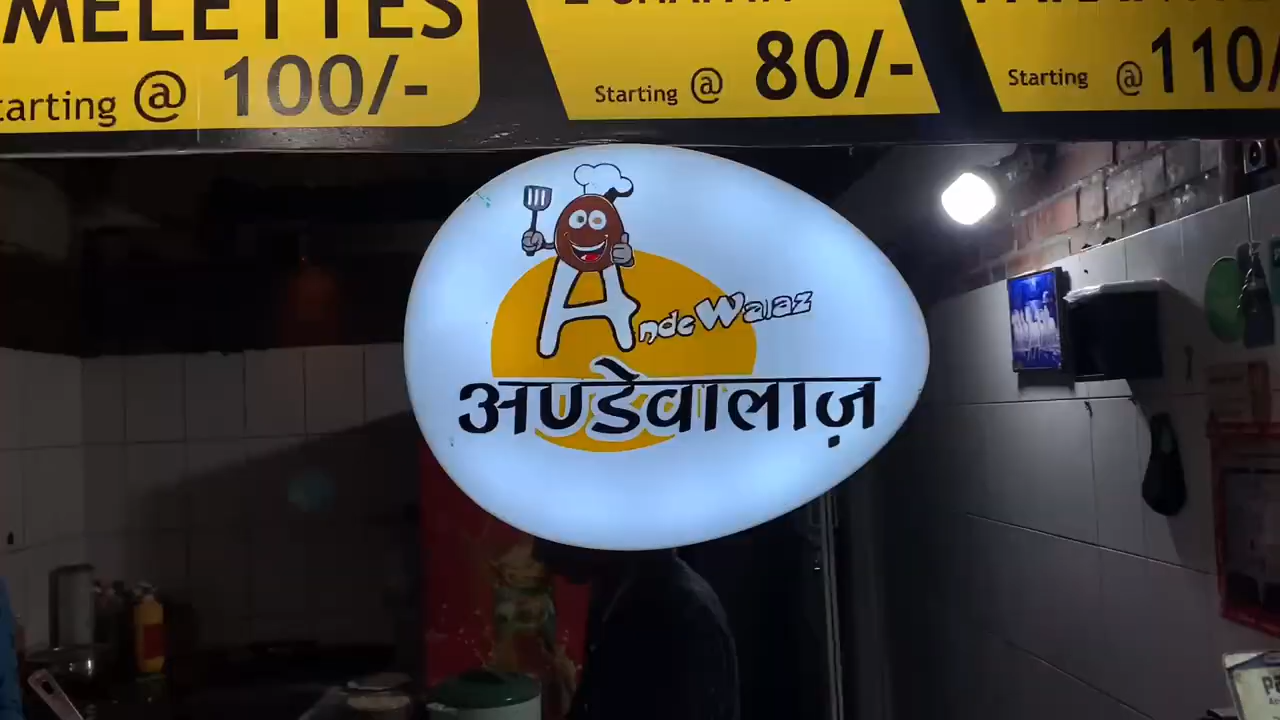 MELETTES
Starting @ 100/-
Starting @ 80/-
Starting @ 110/
AndeWalaz
अण्डेवालाज़